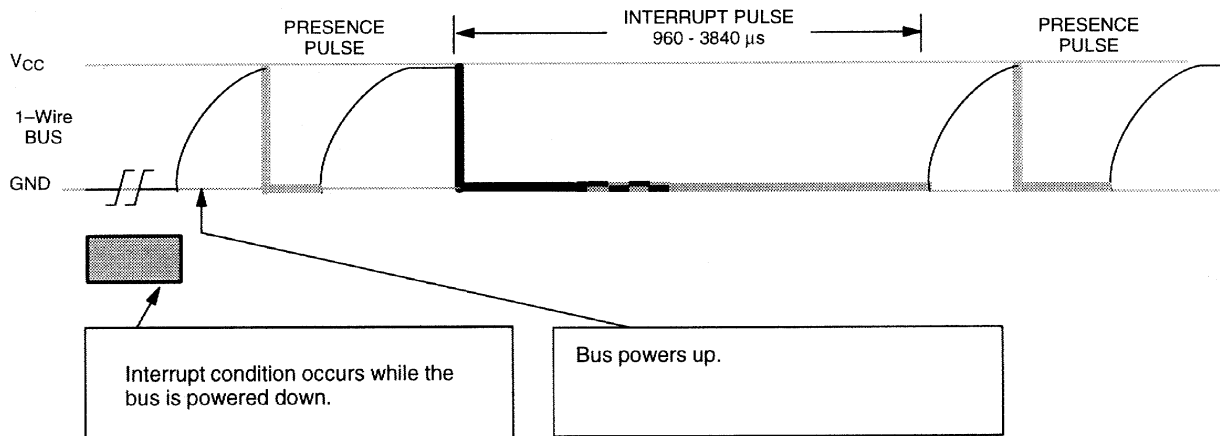 PRESENCE
PULSE
INTERRUPT PULSE
960 - 3840 µs
PRESENCE
PULSE
VCC
1–Wire
BUS
GND
Interrupt condition occurs while the
bus is powered down.
Bus powers up.